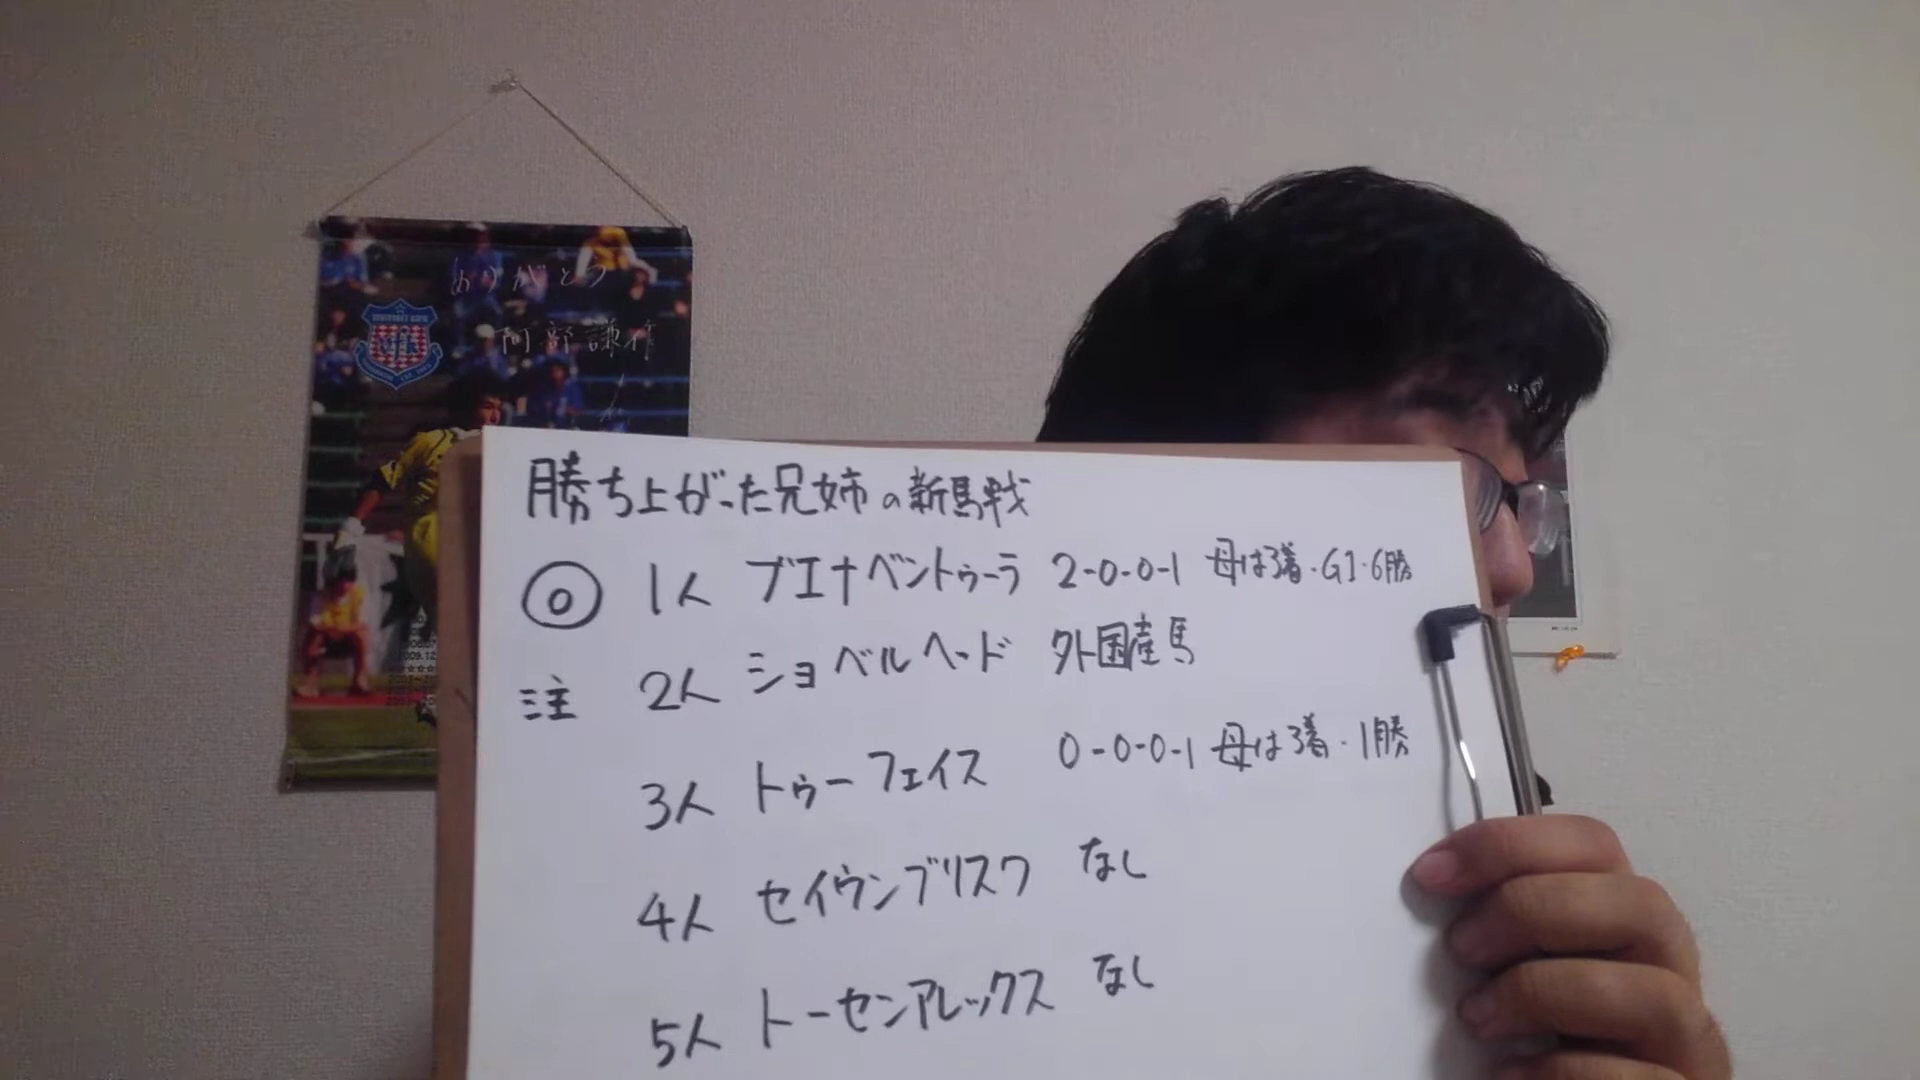 ありがとう
阿部謙作
勝ち上がった兄姉の新馬戦
◎ 1人 ブエナベントゥーラ 2-0-0-1 母は3着・G1・6勝
注 2人 ショベルヘッド 外国産馬
3人 トゥーフェイス 0-0-0-1 母は3着・1勝
4人 セイウンブリスク なし
5人 トーセンアレックス なし